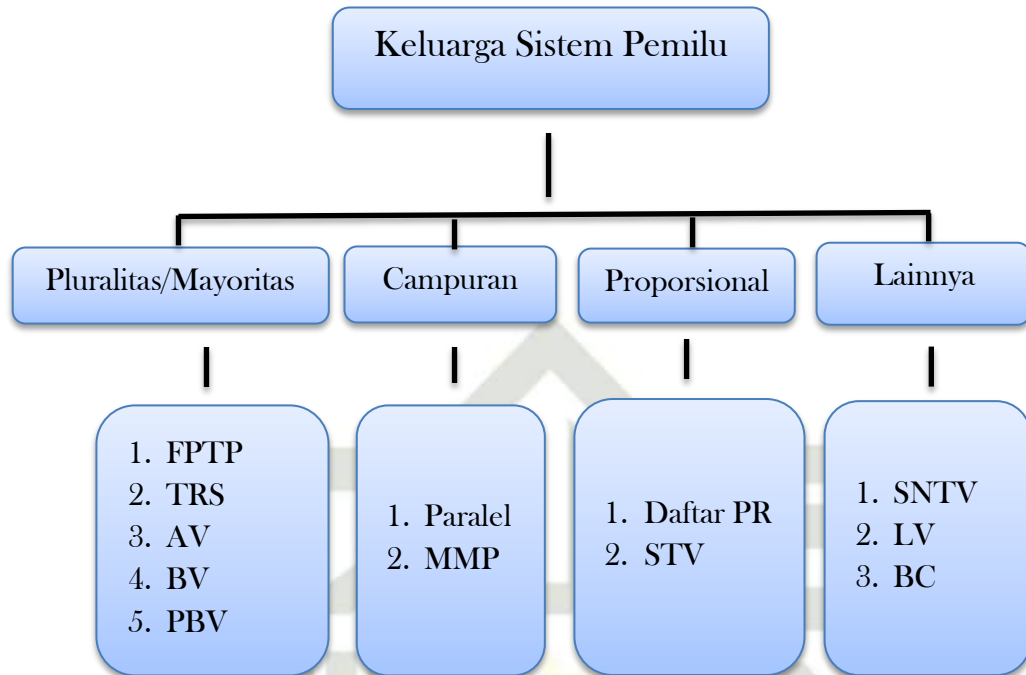 Keluarga Sistem Pemilu
Pluralitas/Mayoritas
Campuran
Proporsional
Lainnya
1. FPTP
2. TRS
3. AV
4. BV
5. PBV
1. Paralel
2. MMP
1. Daftar PR
2. STV
1. SNTV
2. LV
3. BC